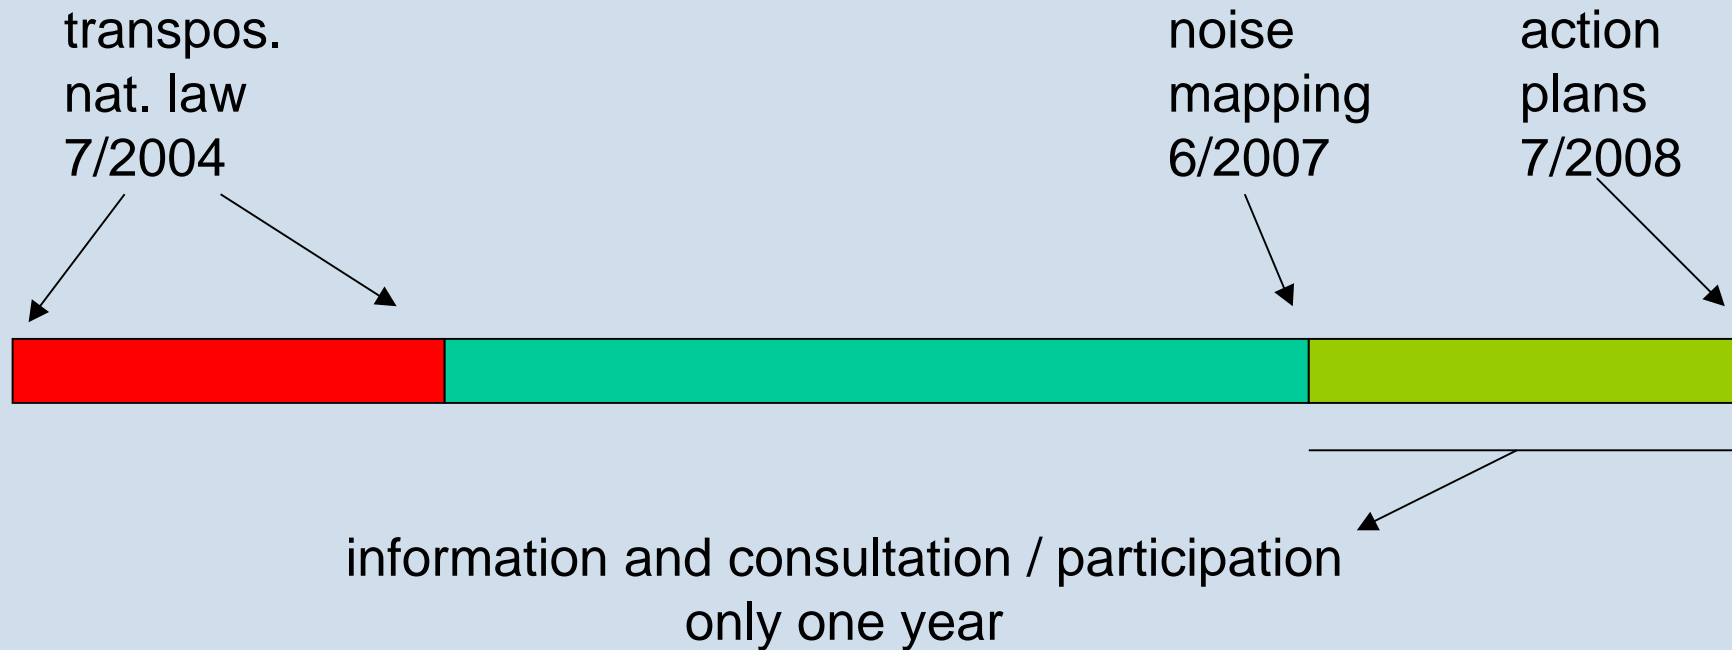 transpos.
nat. law
7/2004
noise
mapping
6/2007
action
plans
7/2008
information and consultation / participation
only one year